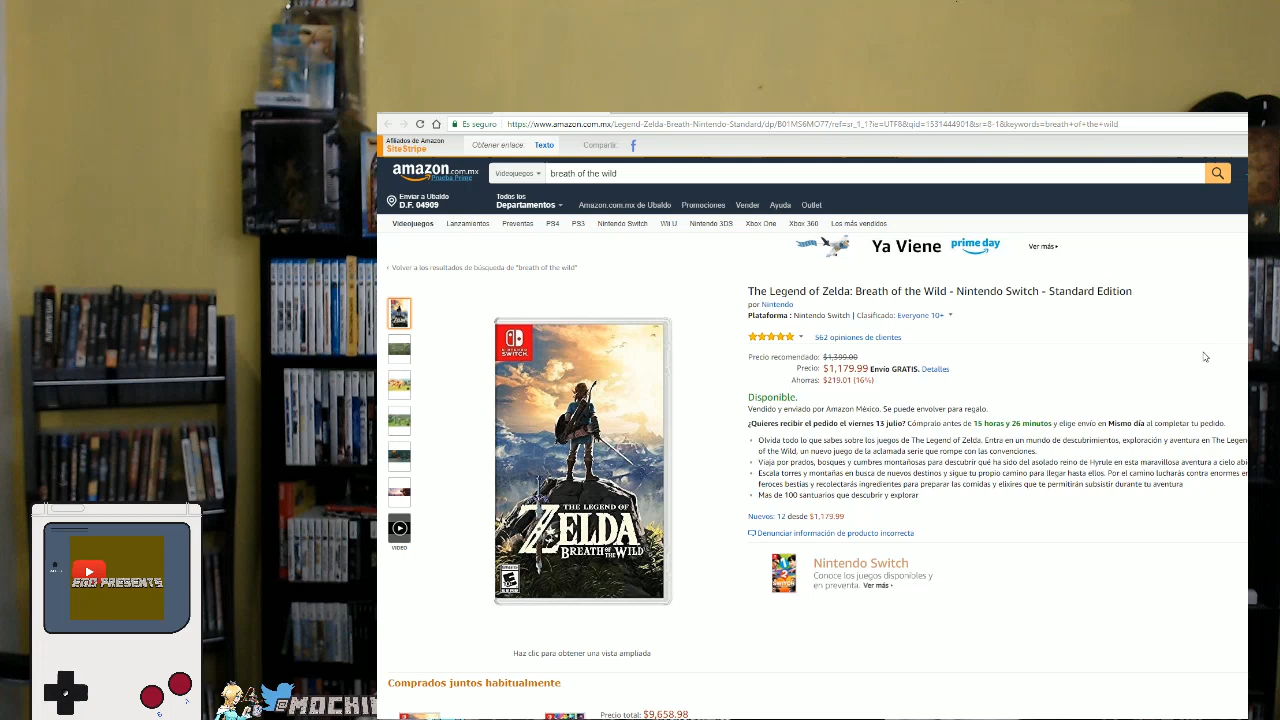 Es seguro https://www.amazon.com.mx/Legend-Zelda-Breath-Nintendo-Standard/dp/B01MS6MO77/ref=sr_1_1?ie=UTF8&qid=1531444901&sr=8-1&keywords=breath+of+the+wild
Afiliados de Amazon
SiteStripe
Obtener enlace: Texto Compartir:
amazon.com.mx
Prueba Prime
Videojuegos breath of the wild
Enviar a Ubaldo
D.F. 04909
Todos los
Departamentos
Amazon.com.mx de Ubaldo Promociones Vender Ayuda Outlet
Videojuegos Lanzamientos Preventas PS4 PS3 Nintendo Switch Wii U Nintendo 3DS Xbox One Xbox 360 Los más vendidos
Ya Viene prime day Ver más
‹ Volver a los resultados de búsqueda de "breath of the wild"
The Legend of Zelda: Breath of the Wild - Nintendo Switch - Standard Edition
por Nintendo
Plataforma : Nintendo Switch | Clasificado: Everyone 10+
562 opiniones de clientes
Precio recomendado: $1,399.00
Precio: $1,179.99 Envío GRATIS. Detalles
Ahorras: $219.01 (16%)
Disponible.
Vendido y enviado por Amazon México. Se puede envolver para regalo.
¿Quieres recibir el pedido el viernes 13 julio? Cómpralo antes de 15 horas y 26 minutos y elige envío en Mismo día al completar tu pedido.
Olvida todo lo que sabes sobre los juegos de The Legend of Zelda. Entra en un mundo de descubrimientos, exploración y aventura en The Legen
of the Wild, un nuevo juego de la aclamada serie que rompe con las convenciones.
Viaja por prados, bosques y cumbres montañosas para descubrir qué ha sido del asolado reino de Hyrule en esta maravillosa aventura a cielo abi
Escala torres y montañas en busca de nuevos destinos y sigue tu propio camino para llegar hasta ellos. Por el camino lucharás contra enormes e
feroces bestias y recolectarás ingredientes para preparar las comidas y elixires que te permitirán subsistir durante tu aventura
Mas de 100 santuarios que descubrir y explorar
Nuevos: 12 desde $1,179.99
Denunciar información de producto incorrecta
Nintendo Switch
Conoce los juegos disponibles y
en preventa. Ver más
NINTENDO
SWITCH
THE LEGEND OF
ZELDA
BREATH OF THE WILD
VIDEO
Haz clic para obtener una vista ampliada
Comprados juntos habitualmente
Precio total: $9,658.98
EGO PRESENTS
@MOCHI